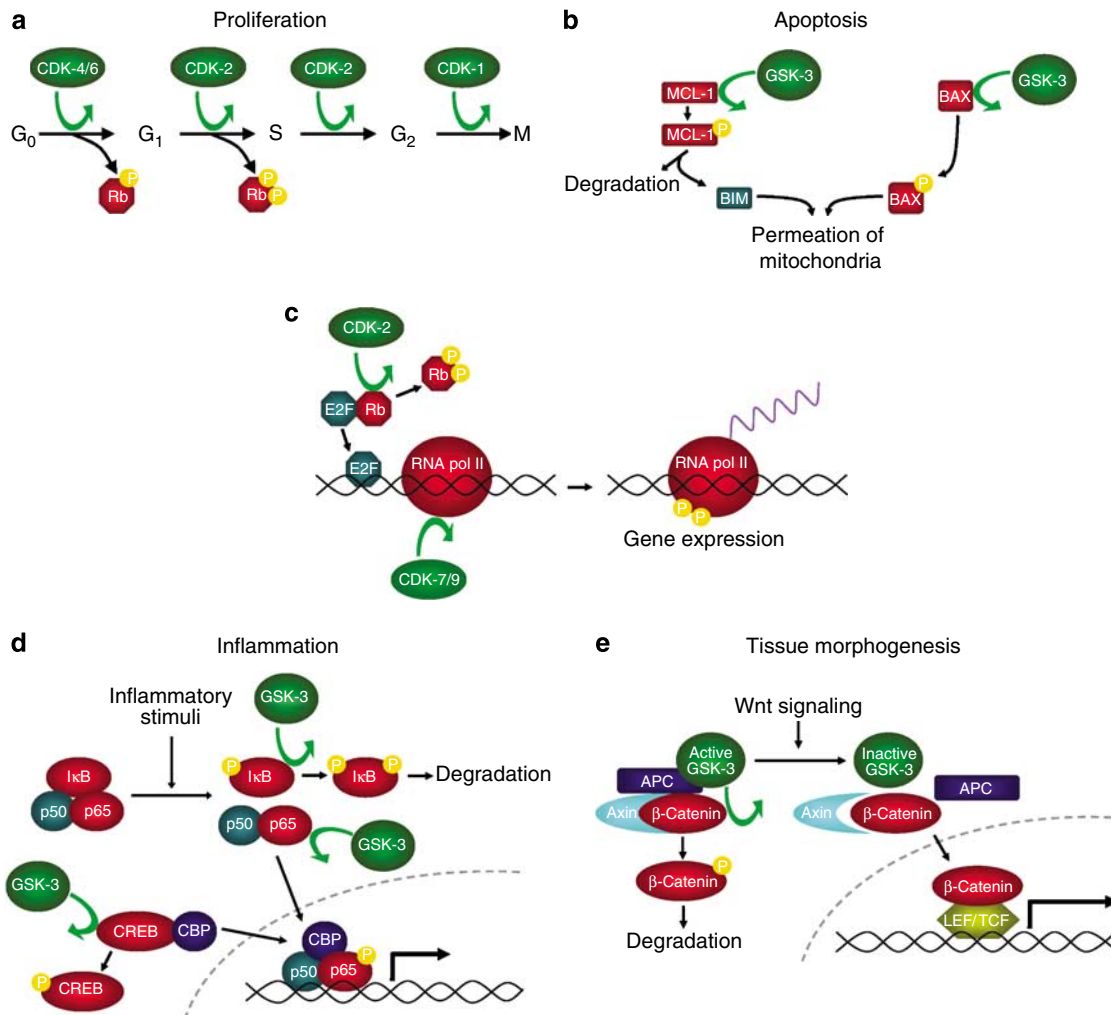 a
Proliferation
CDK-4/6
CDK-2
CDK-2
CDK-1
G0
G1
S
G2
M
P
Rb
P
P
Rb
b
Apoptosis
GSK-3
GSK-3
MCL-1
BAX
MCL-1
P
Degradation
BIM
P
BAX
Permeation of
mitochondria
c
CDK-2
P
P
Rb
E2F
Rb
E2F
RNA pol II
RNA pol II
P
P
Gene expression
CDK-7/9
d
Inflammation
Inflammatory
stimuli
GSK-3
IκB
p50
p65
P
IκB
P
P
IκB
Degradation
p50
p65
GSK-3
GSK-3
CREB
CBP
P
CREB
CBP
p50
p65
P
e
Tissue morphogenesis
Wnt signaling
Active
GSK-3
Inactive
GSK-3
APC
APC
Axin
β-Catenin
Axin
β-Catenin
P
β-Catenin
β-Catenin
LEF/TCF
Degradation